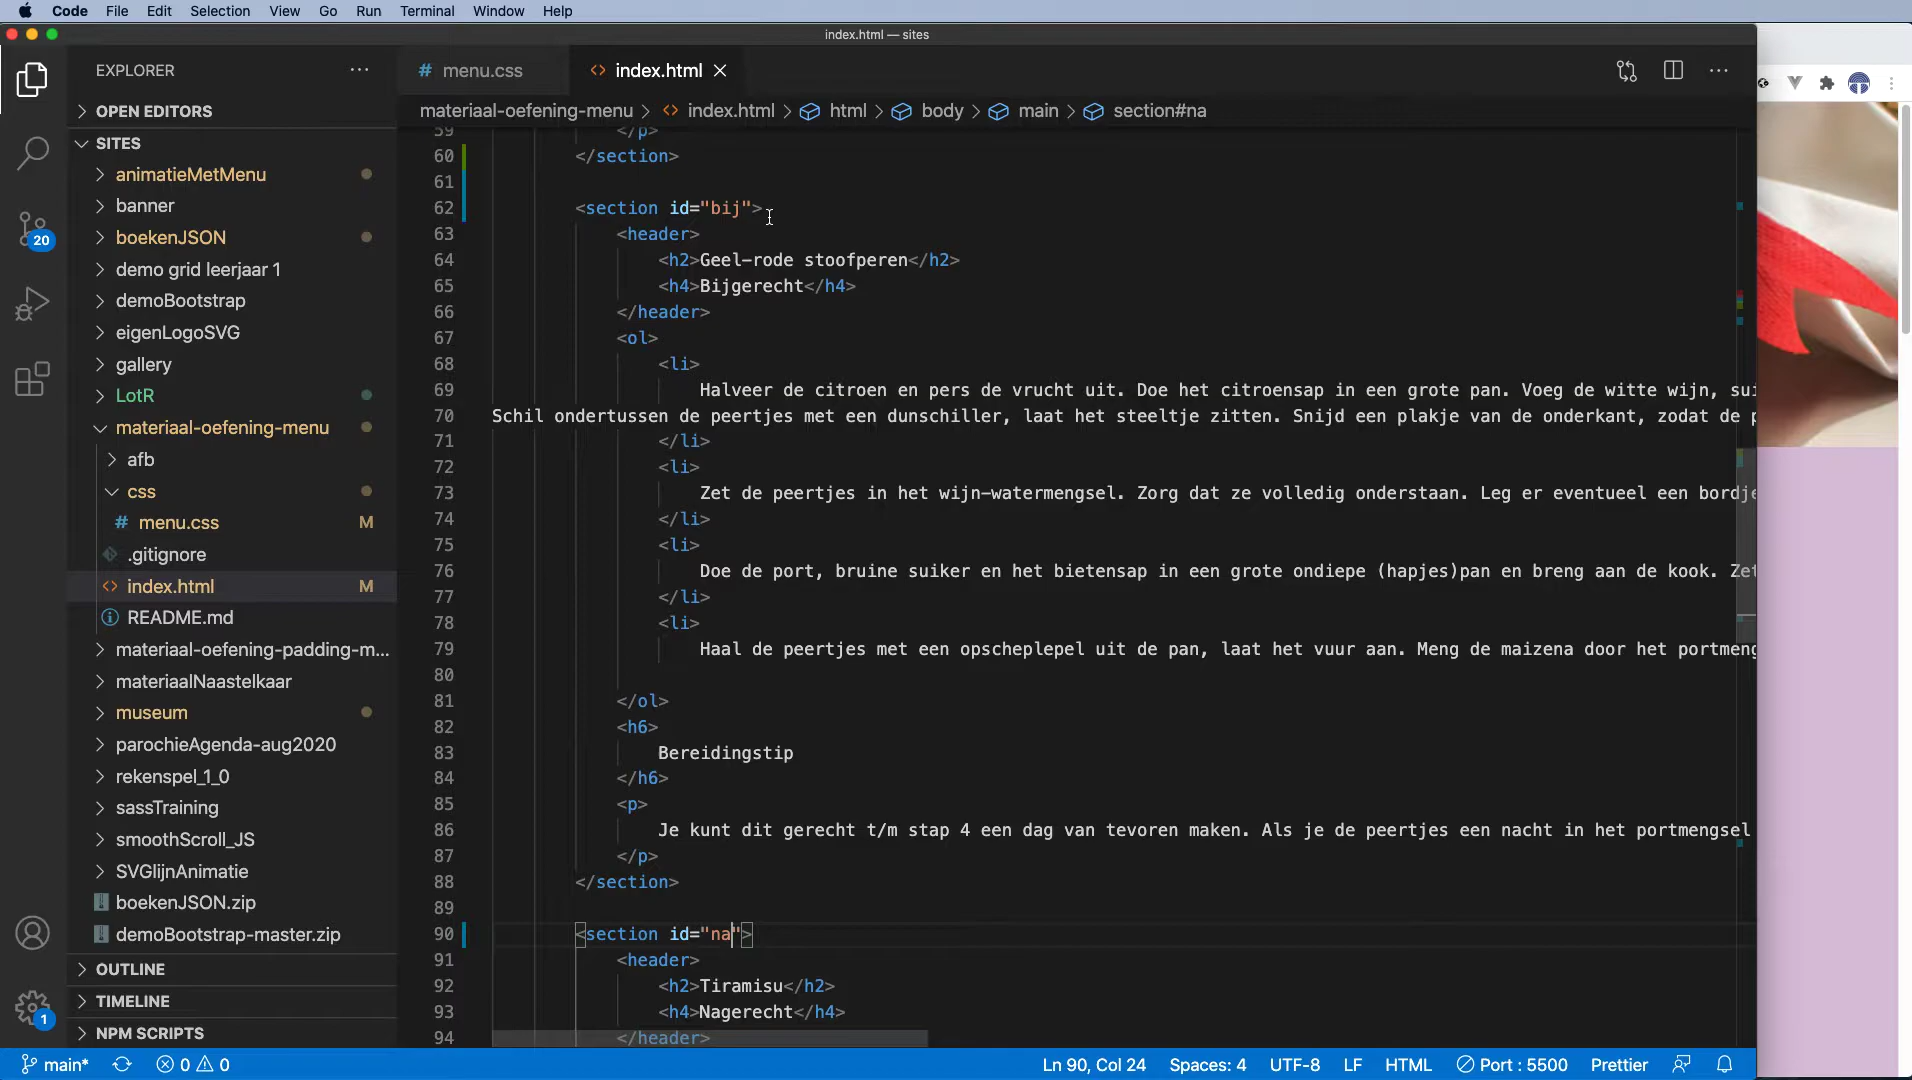 Code File Edit Selection View Go Run Terminal Window Help
index.html — sites
EXPLORER
# menu.css
<> index.html
OPEN EDITORS
materiaal-oefening-menu > <> index.html > html > body > main > section#na
SITES
animatieMetMenu
banner
boekenJSON
demo grid leerjaar 1
demoBootstrap
eigenLogoSVG
gallery
LotR
materiaal-oefening-menu
afb
css
# menu.css M
.gitignore
<> index.html M
README.md
materiaal-oefening-padding-m...
materiaalNaastelkaar
museum
parochieAgenda-aug2020
rekenspel_1_0
sassTraining
smoothScroll_JS
SVGlijnAnimatie
boekenJSON.zip
demoBootstrap-master.zip
OUTLINE
TIMELINE
NPM SCRIPTS
20
1
59 </p>
60 </section>
61
62 <section id="bij">
63 <header>
64 <h2>Geel-rode stoofperen</h2>
65 <h4>Bijgerecht</h4>
66 </header>
67 <ol>
68 <li>
69 Halveer de citroen en pers de vrucht uit. Doe het citroensap in een grote pan. Voeg de witte wijn, sui
70 Schil ondertussen de peertjes met een dunschiller, laat het steeltje zitten. Snijd een plakje van de onderkant, zodat de p
71 </li>
72 <li>
73 Zet de peertjes in het wijn-watermengsel. Zorg dat ze volledig onderstaan. Leg er eventueel een bordje
74 </li>
75 <li>
76 Doe de port, bruine suiker en het bietensap in een grote ondiepe (hapjes)pan en breng aan de kook. Zet
77 </li>
78 <li>
79 Haal de peertjes met een opscheplepel uit de pan, laat het vuur aan. Meng de maizena door het portmeng
80
81 </ol>
82 <h6>
83 Bereidingstip
84 </h6>
85 <p>
86 Je kunt dit gerecht t/m stap 4 een dag van tevoren maken. Als je de peertjes een nacht in het portmengsel
87 </p>
88 </section>
89
90 <section id="na">
91 <header>
92 <h2>Tiramisu</h2>
93 <h4>Nagerecht</h4>
94 </header>
main* 0 0 Ln 90, Col 24 Spaces: 4 UTF-8 LF HTML Port : 5500 Prettier